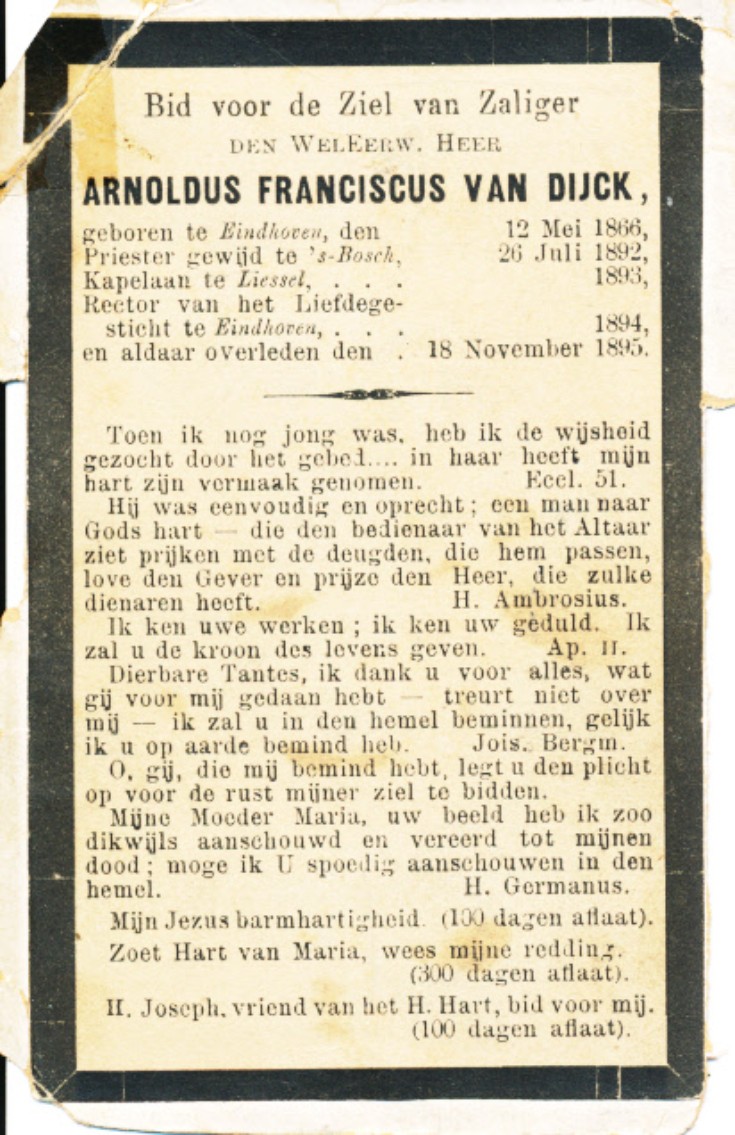 Bid voor de Ziel van Zaliger
DEN WELEERW. HEER
ARNOLDUS FRANCISCUS VAN DIJCK,
geboren te Eindhoven, den 12 Mei 1866,
Priester gewijd te 's-Bosch, 26 Juli 1892,
Kapelaan te Liessel, . . . 1893,
Rector van het Liefdege-
sticht te Eindhoven, . . . 1894,
en aldaar overleden den . 18 November 1895.
Toen ik nog jong was, heb ik de wijsheid
gezocht door het gebed.... in haar heeft mijn
hart zijn vermaak genomen. Eccl. 51.
Hij was eenvoudig en oprecht; een man naar
Gods hart — die den bedienaar van het Altaar
ziet prijken met de deugden, die hem passen,
love den Gever en prijze den Heer, die zulke
dienaren heeft. H. Ambrosius.
Ik ken uwe werken; ik ken uw geduld. Ik
zal u de kroon des levens geven. Ap. II.
Dierbare Tantes, ik dank u voor alles, wat
gij voor mij gedaan hebt — treurt niet over
mij — ik zal u in den hemel beminnen, gelijk
ik u op aarde bemind heb. Jois. Bergm.
O, gij, die mij bemind hebt, legt u den plicht
op voor de rust mijner ziel te bidden.
Mijne Moeder Maria, uw beeld heb ik zoo
dikwijls aanschouwd en vereerd tot mijnen
dood; moge ik U spoedig aanschouwen in den
hemel. H. Germanus.
Mijn Jezus barmhartigheid. (100 dagen aflaat).
Zoet Hart van Maria, wees mijne redding.
(300 dagen aflaat).
H. Joseph, vriend van het H. Hart, bid voor mij.
(100 dagen aflaat).